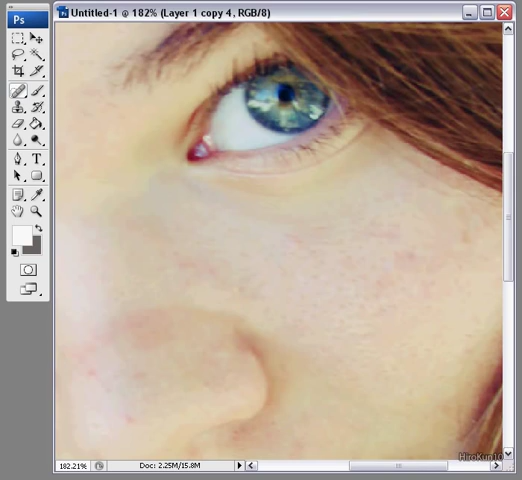 Untitled-1 @ 182% (Layer 1 copy 4, RGB/8)
Ps
T
182.21%
Doc: 2.25M/15.8M
HiroKun10